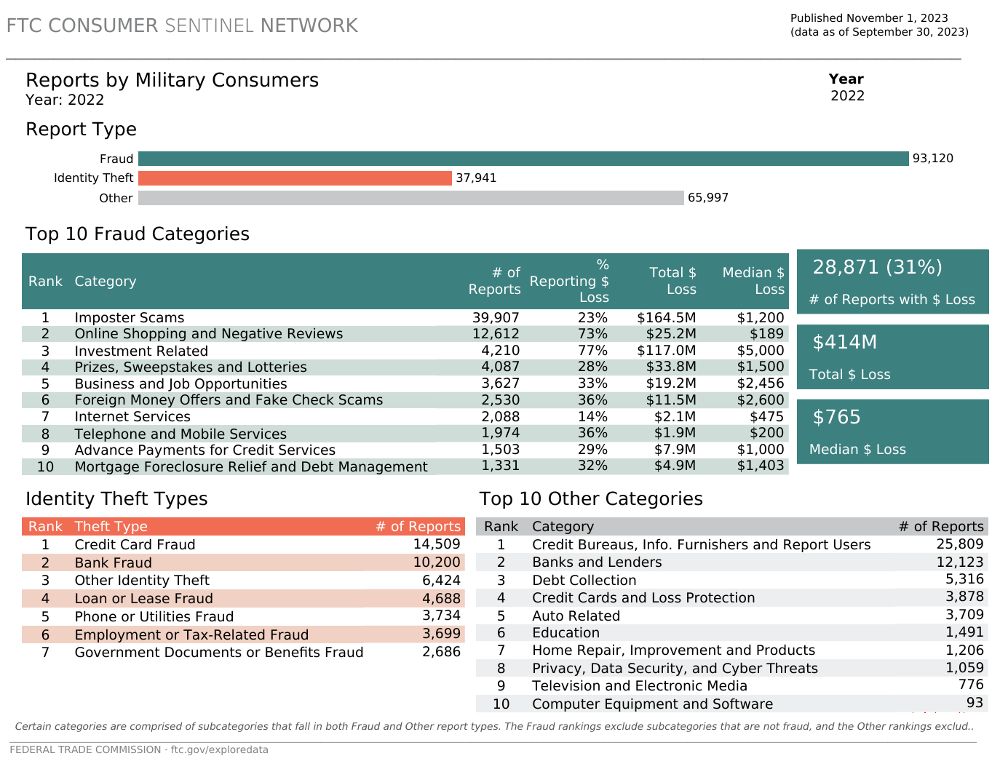 FTC CONSUMER SENTINEL NETWORK
Published November 1, 2023
(data as of September 30, 2023)
Reports by Military Consumers
Year: 2022
Year
2022
Report Type
Fraud 93,120
Identity Theft 37,941
Other 65,997
Top 10 Fraud Categories
Rank Category # of Reports % Reporting $ Loss Total $ Loss Median $ Loss
1 Imposter Scams 39,907 23% $164.5M $1,200
2 Online Shopping and Negative Reviews 12,612 73% $25.2M $189
3 Investment Related 4,210 77% $117.0M $5,000
4 Prizes, Sweepstakes and Lotteries 4,087 28% $33.8M $1,500
5 Business and Job Opportunities 3,627 33% $19.2M $2,456
6 Foreign Money Offers and Fake Check Scams 2,530 36% $11.5M $2,600
7 Internet Services 2,088 14% $2.1M $475
8 Telephone and Mobile Services 1,974 36% $1.9M $200
9 Advance Payments for Credit Services 1,503 29% $7.9M $1,000
10 Mortgage Foreclosure Relief and Debt Management 1,331 32% $4.9M $1,403
28,871 (31%)
# of Reports with $ Loss
$414M
Total $ Loss
$765
Median $ Loss
Identity Theft Types
Rank Theft Type # of Reports
1 Credit Card Fraud 14,509
2 Bank Fraud 10,200
3 Other Identity Theft 6,424
4 Loan or Lease Fraud 4,688
5 Phone or Utilities Fraud 3,734
6 Employment or Tax-Related Fraud 3,699
7 Government Documents or Benefits Fraud 2,686
Top 10 Other Categories
Rank Category # of Reports
1 Credit Bureaus, Info. Furnishers and Report Users 25,809
2 Banks and Lenders 12,123
3 Debt Collection 5,316
4 Credit Cards and Loss Protection 3,878
5 Auto Related 3,709
6 Education 1,491
7 Home Repair, Improvement and Products 1,206
8 Privacy, Data Security, and Cyber Threats 1,059
9 Television and Electronic Media 776
10 Computer Equipment and Software 93
Certain categories are comprised of subcategories that fall in both Fraud and Other report types. The Fraud rankings exclude subcategories that are not fraud, and the Other rankings exclud..
FEDERAL TRADE COMMISSION · ftc.gov/exploredata